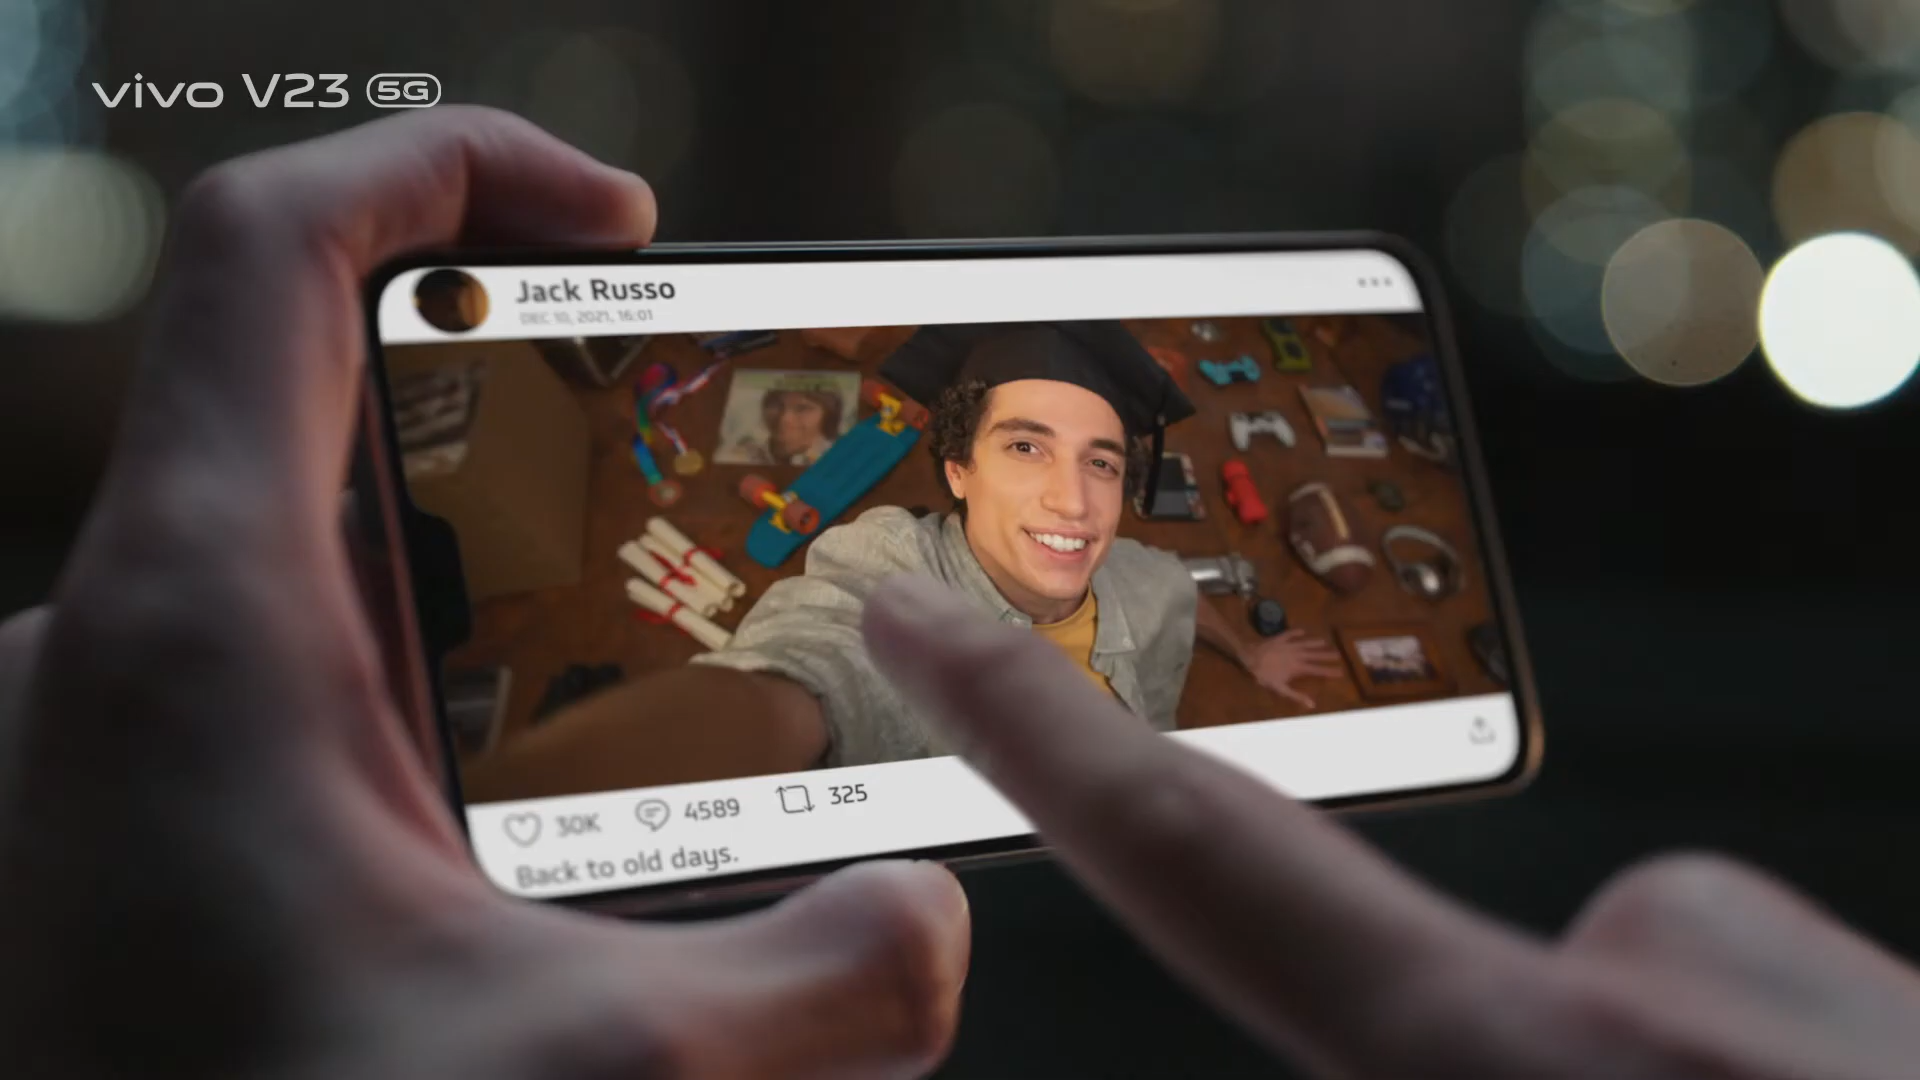 vivo V23 5G
Jack Russo
DEC 10, 2021, 16:01
30K 4589 325
Back to old days.